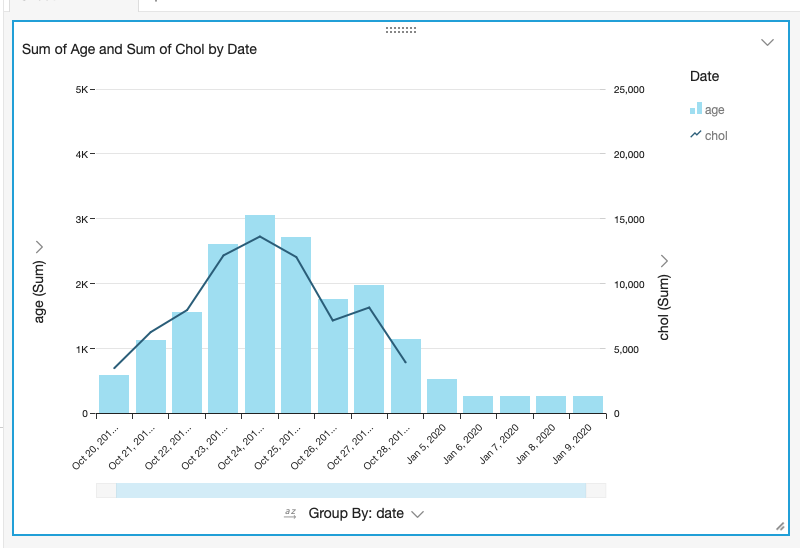 Sum of Age and Sum of Chol by Date
Date
age
chol
5K
4K
3K
2K
1K
0
age (Sum)
25,000
20,000
15,000
10,000
5,000
0
chol (Sum)
Oct 20, 201...
Oct 21, 201...
Oct 22, 201...
Oct 23, 201...
Oct 24, 201...
Oct 25, 201...
Oct 26, 201...
Oct 27, 201...
Oct 28, 201...
Jan 5, 2020
Jan 6, 2020
Jan 7, 2020
Jan 8, 2020
Jan 9, 2020
az Group By: date